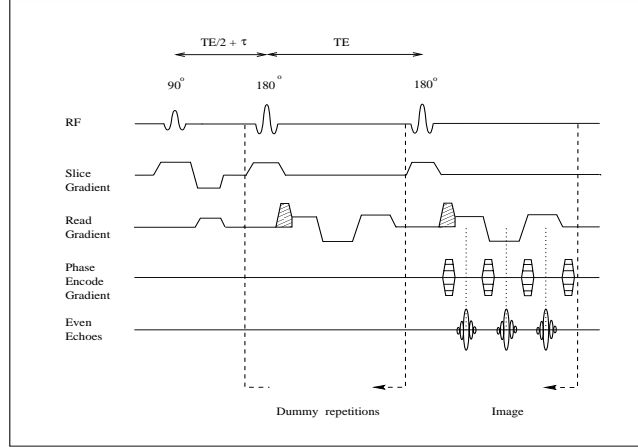 TE/2 + τ TE
90° 180° 180°
RF
Slice
Gradient
Read
Gradient
Phase
Encode
Gradient
Even
Echoes
Dummy repetitions Image